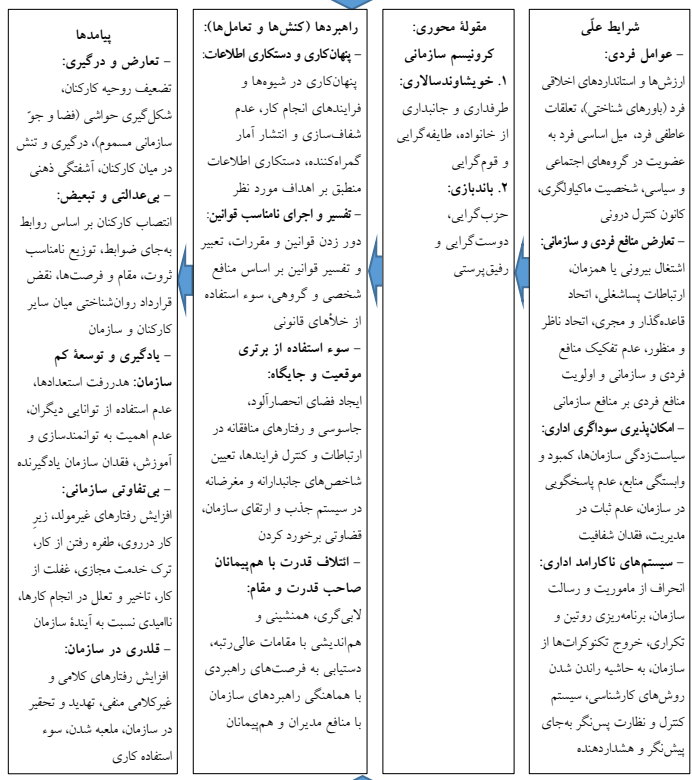 شرایط علّی
– عوامل فردی:
ارزش‌ها و استانداردهای اخلاقی
فرد (باورهای شناختی)، تعلقات
عاطفی فرد، میل اساسی فرد به
عضویت در گروه‌های اجتماعی
و سیاسی، شخصیت ماکیاولگری،
کانون کنترل درونی
– تعارض منافع فردی و سازمانی:
اشتغال بیرونی یا همزمان،
ارتباطات پساشغلی، اتحاد
قاعده‌گذار و مجری، اتحاد ناظر
و منظور، عدم تفکیک منافع
فردی و سازمانی و اولویت
منافع فردی بر منافع سازمانی
– امکان‌پذیری سوداگری اداری:
سیاست‌زدگی سازمان‌ها، کمبود و
وابستگی منابع، عدم پاسخگویی
در سازمان، عدم ثبات در
مدیریت، فقدان شفافیت
– سیستم‌های ناکارامد اداری:
انحراف از ماموریت و رسالت
سازمان، برنامه‌ریزی روتین و
تکراری، خروج تکنوکرات‌ها از
سازمان، به حاشیه راندن شدن
روش‌های کارشناسی، سیستم
کنترل و نظارت پس‌نگر به‌جای
پیش‌نگر و هشداردهنده
مقولۀ محوری:
کرونیسم سازمانی
۱. خویشاوندسالاری:
طرفداری و جانبداری
از خانواده، طایفه‌گرایی
و قوم‌گرایی
۲. باندبازی:
حزب‌گرایی،
دوست‌گرایی و
رفیق‌پرستی
راهبردها (کنش‌ها و تعامل‌ها):
– پنهان‌کاری و دستکاری اطلاعات:
پنهان‌کاری در شیوه‌ها و
فرایندهای انجام کار، عدم
شفاف‌سازی و انتشار آمار
گمراه‌کننده، دستکاری اطلاعات
منطبق بر اهداف مورد نظر
– تفسیر و اجرای نامناسب قوانین:
دور زدن قوانین و مقررات، تعبیر
و تفسیر قوانین بر اساس منافع
شخصی و گروهی، سوء استفاده
از خلأهای قانونی
– سوء استفاده از برتری
موقعیت و جایگاه:
ایجاد فضای انحصارآلود،
جاسوسی و رفتارهای منافقانه در
ارتباطات و کنترل فرایندها، تعیین
شاخص‌های جانبدارانه و مغرضانه
در سیستم جذب و ارتقای سازمان،
قضاوتی برخورد کردن
– ائتلاف قدرت با هم‌پیمانان
صاحب قدرت و مقام:
لابی‌گری، همنشینی و
هم‌اندیشی با مقامات عالی‌رتبه،
دستیابی به فرصت‌های راهبردی
با هماهنگی راهبردهای سازمان
با منافع مدیران و هم‌پیمانان
پیامدها
– تعارض و درگیری:
تضعیف روحیه کارکنان،
شکل‌گیری حواشی (فضا و جوّ
سازمانی مسموم)، درگیری و تنش
در میان کارکنان، آشفتگی ذهنی
– بی‌عدالتی و تبعیض:
انتصاب کارکنان بر اساس روابط
به‌جای ضوابط، توزیع نامناسب
ثروت، مقام و فرصت‌ها، نقض
قرارداد روان‌شناختی میان سایر
کارکنان و سازمان
– یادگیری و توسعۀ کم
سازمان: هدررفت استعدادها،
عدم استفاده از توانایی دیگران،
عدم اهمیت به توانمندسازی و
آموزش، فقدان سازمان یادگیرنده
– بی‌تفاوتی سازمانی:
افزایش رفتارهای غیرمولد، زیرِ
کار درروی، طفره رفتن از کار،
ترک خدمت مجازی، غفلت از
کار، تاخیر و تعلل در انجام کارها،
ناامیدی نسبت به آیندۀ سازمان
– قلدری در سازمان:
افزایش رفتارهای کلامی و
غیرکلامی منفی، تهدید و تحقیر
در سازمان، ملعبه شدن، سوء
استفاده کاری